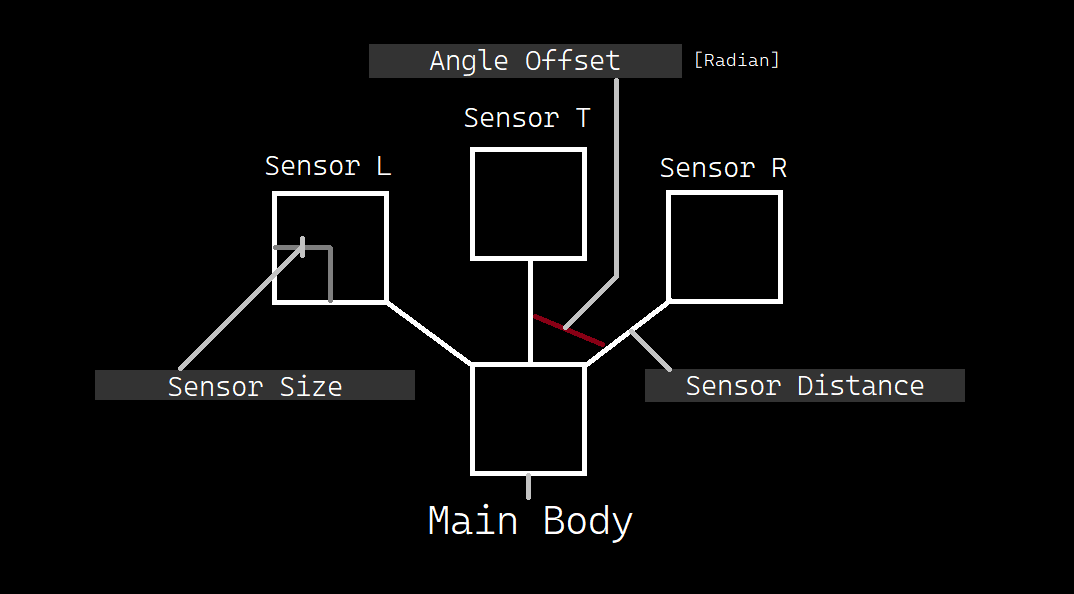 Angle Offset [Radian]
Sensor T
Sensor L
Sensor R
Sensor Size
Sensor Distance
Main Body